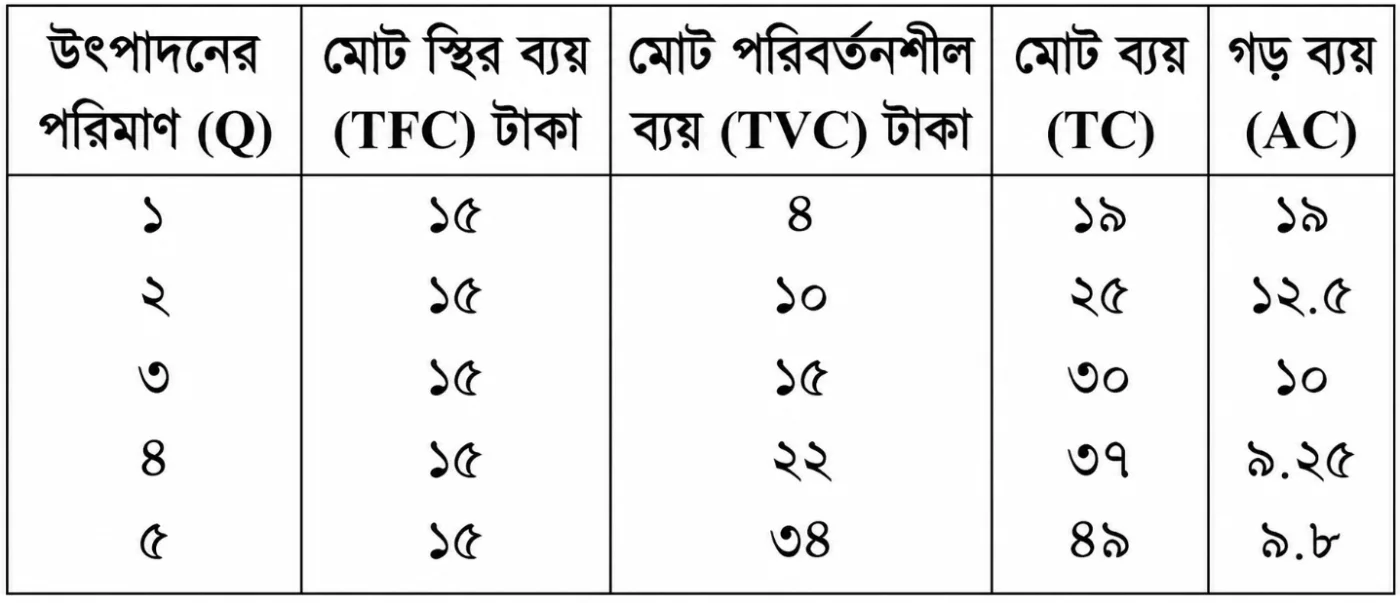 উৎপাদনের পরিমাণ (Q) মোট স্থির ব্যয় (TFC) টাকা মোট পরিবর্তনশীল ব্যয় (TVC) টাকা মোট ব্যয় (TC) গড় ব্যয় (AC)
১ ১৫ ৪ ১৯ ১৯
২ ১৫ ১০ ২৫ ১২.৫
৩ ১৫ ১৫ ৩০ ১০
৪ ১৫ ২২ ৩৭ ৯.২৫
৫ ১৫ ৩৪ ৪৯ ৯.৮